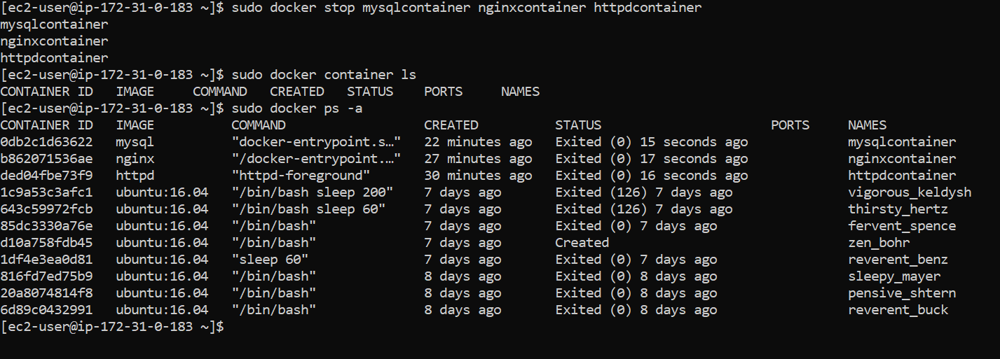 [ec2-user@ip-172-31-0-183 ~]$ sudo docker stop mysqlcontainer nginxcontainer httpdcontainer
mysqlcontainer
nginxcontainer
httpdcontainer
[ec2-user@ip-172-31-0-183 ~]$ sudo docker container ls
CONTAINER ID   IMAGE     COMMAND   CREATED   STATUS    PORTS     NAMES
[ec2-user@ip-172-31-0-183 ~]$ sudo docker ps -a
CONTAINER ID   IMAGE          COMMAND                  CREATED          STATUS                      PORTS     NAMES
0db2c1d63622   mysql          "docker-entrypoint.s…"   22 minutes ago   Exited (0) 15 seconds ago             mysqlcontainer
b862071536ae   nginx          "/docker-entrypoint.…"   27 minutes ago   Exited (0) 17 seconds ago             nginxcontainer
ded04fbe73f9   httpd          "httpd-foreground"       30 minutes ago   Exited (0) 16 seconds ago             httpdcontainer
1c9a53c3afc1   ubuntu:16.04   "/bin/bash sleep 200"    7 days ago       Exited (126) 7 days ago               vigorous_keldysh
643c59972fcb   ubuntu:16.04   "/bin/bash sleep 60"     7 days ago       Exited (126) 7 days ago               thirsty_hertz
85dc3330a76e   ubuntu:16.04   "/bin/bash"              7 days ago       Exited (0) 7 days ago                 fervent_spence
d10a758fdb45   ubuntu:16.04   "/bin/bash"              7 days ago       Created                               zen_bohr
1df4e3ea0d81   ubuntu:16.04   "sleep 60"               7 days ago       Exited (0) 7 days ago                 reverent_benz
816fd7ed75b9   ubuntu:16.04   "/bin/bash"              8 days ago       Exited (0) 8 days ago                 sleepy_mayer
20a8074814f8   ubuntu:16.04   "/bin/bash"              8 days ago       Exited (0) 8 days ago                 pensive_shtern
6d89c0432991   ubuntu:16.04   "/bin/bash"              8 days ago       Exited (0) 8 days ago                 reverent_buck
[ec2-user@ip-172-31-0-183 ~]$